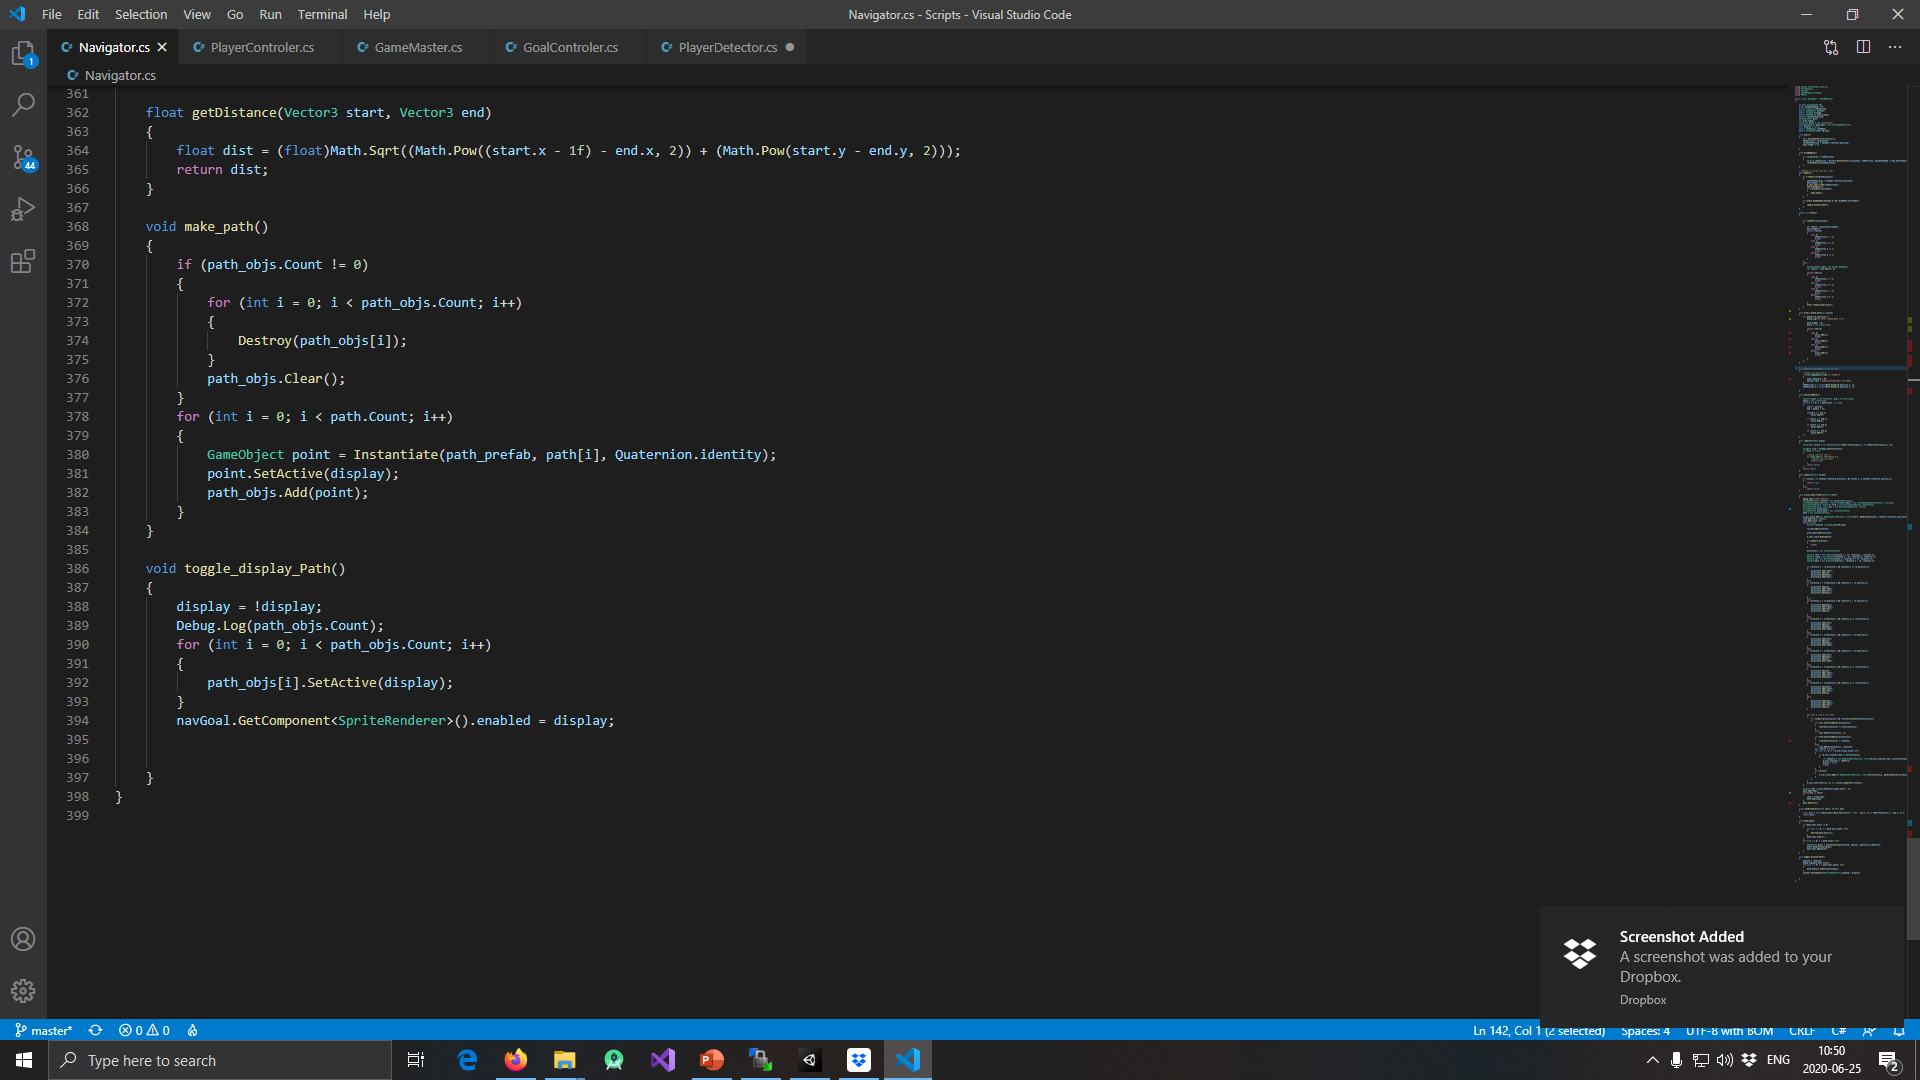 File Edit Selection View Go Run Terminal Help
Navigator.cs - Scripts - Visual Studio Code
Navigator.cs PlayerControler.cs GameMaster.cs GoalControler.cs PlayerDetector.cs
Navigator.cs
361
362 float getDistance(Vector3 start, Vector3 end)
363 {
364 float dist = (float)Math.Sqrt((Math.Pow((start.x - 1f) - end.x, 2)) + (Math.Pow(start.y - end.y, 2)));
365 return dist;
366 }
367
368 void make_path()
369 {
370 if (path_objs.Count != 0)
371 {
372 for (int i = 0; i < path_objs.Count; i++)
373 {
374 Destroy(path_objs[i]);
375 }
376 path_objs.Clear();
377 }
378 for (int i = 0; i < path.Count; i++)
379 {
380 GameObject point = Instantiate(path_prefab, path[i], Quaternion.identity);
381 point.SetActive(display);
382 path_objs.Add(point);
383 }
384 }
385
386 void toggle_display_Path()
387 {
388 display = !display;
389 Debug.Log(path_objs.Count);
390 for (int i = 0; i < path_objs.Count; i++)
391 {
392 path_objs[i].SetActive(display);
393 }
394 navGoal.GetComponent<SpriteRenderer>().enabled = display;
395
396
397 }
398 }
399
1
44
Screenshot Added
A screenshot was added to your
Dropbox.
Dropbox
master* 0 0 Ln 142, Col 1 (2 selected) Spaces: 4 UTF-8 with BOM CRLF C#
Type here to search
ENG
10:50
2020-06-25
2